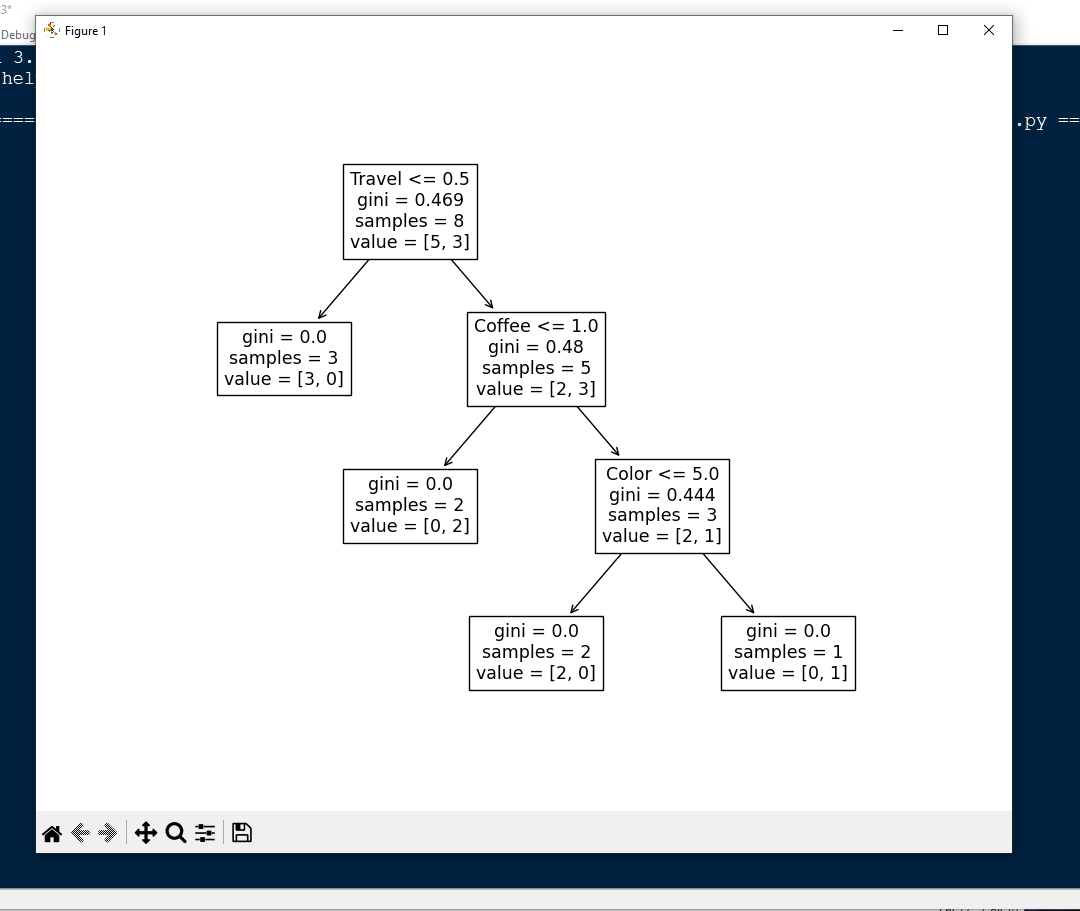 3*
Debug
Figure 1
3.
hel
====
.py ==
Travel <= 0.5
gini = 0.469
samples = 8
value = [5, 3]
gini = 0.0
samples = 3
value = [3, 0]
Coffee <= 1.0
gini = 0.48
samples = 5
value = [2, 3]
gini = 0.0
samples = 2
value = [0, 2]
Color <= 5.0
gini = 0.444
samples = 3
value = [2, 1]
gini = 0.0
samples = 2
value = [2, 0]
gini = 0.0
samples = 1
value = [0, 1]